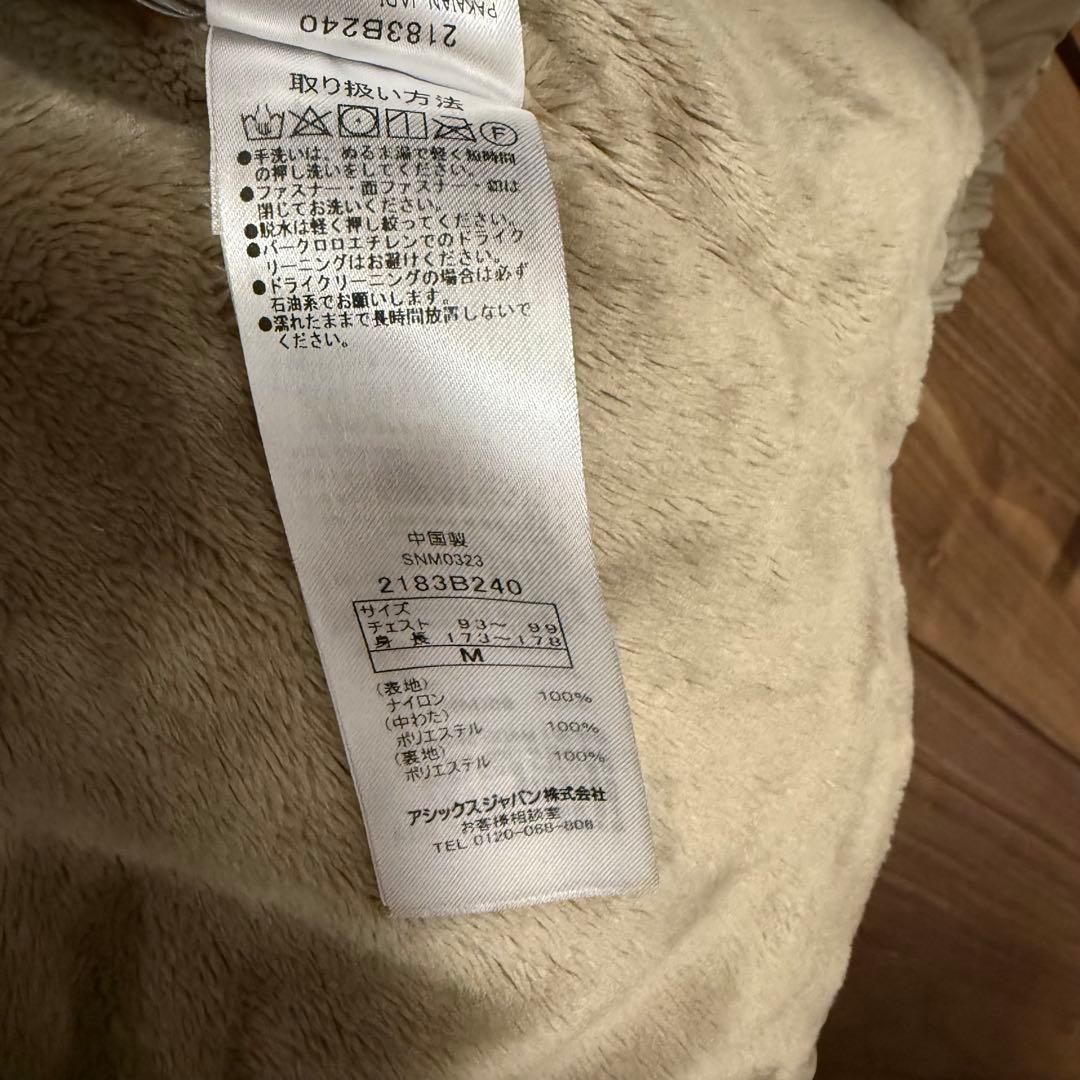 PAKAIAN JADI
2183B240
取り扱い方法
F
●手洗いは、ぬるま湯で軽く短時間
の押し洗いをしてください。
●ファスナー・面ファスナー・釦は
閉じてお洗いください。
●脱水は軽く押し絞ってください。
●パークロロエチレンでのドライク
リーニングはお避けください。
●ドライクリーニングの場合は必ず
石油系でお願いします。
●濡れたままで長時間放置しないで
ください。
中国製
SNM0323
2183B240
サイズ
チェスト 93～ 99
身 長 173～178
M
(表地)
ナイロン 100%
(中わた)
ポリエステル 100%
(裏地)
ポリエステル 100%
アシックスジャパン株式会社
お客様相談室
TEL 0120-068-806